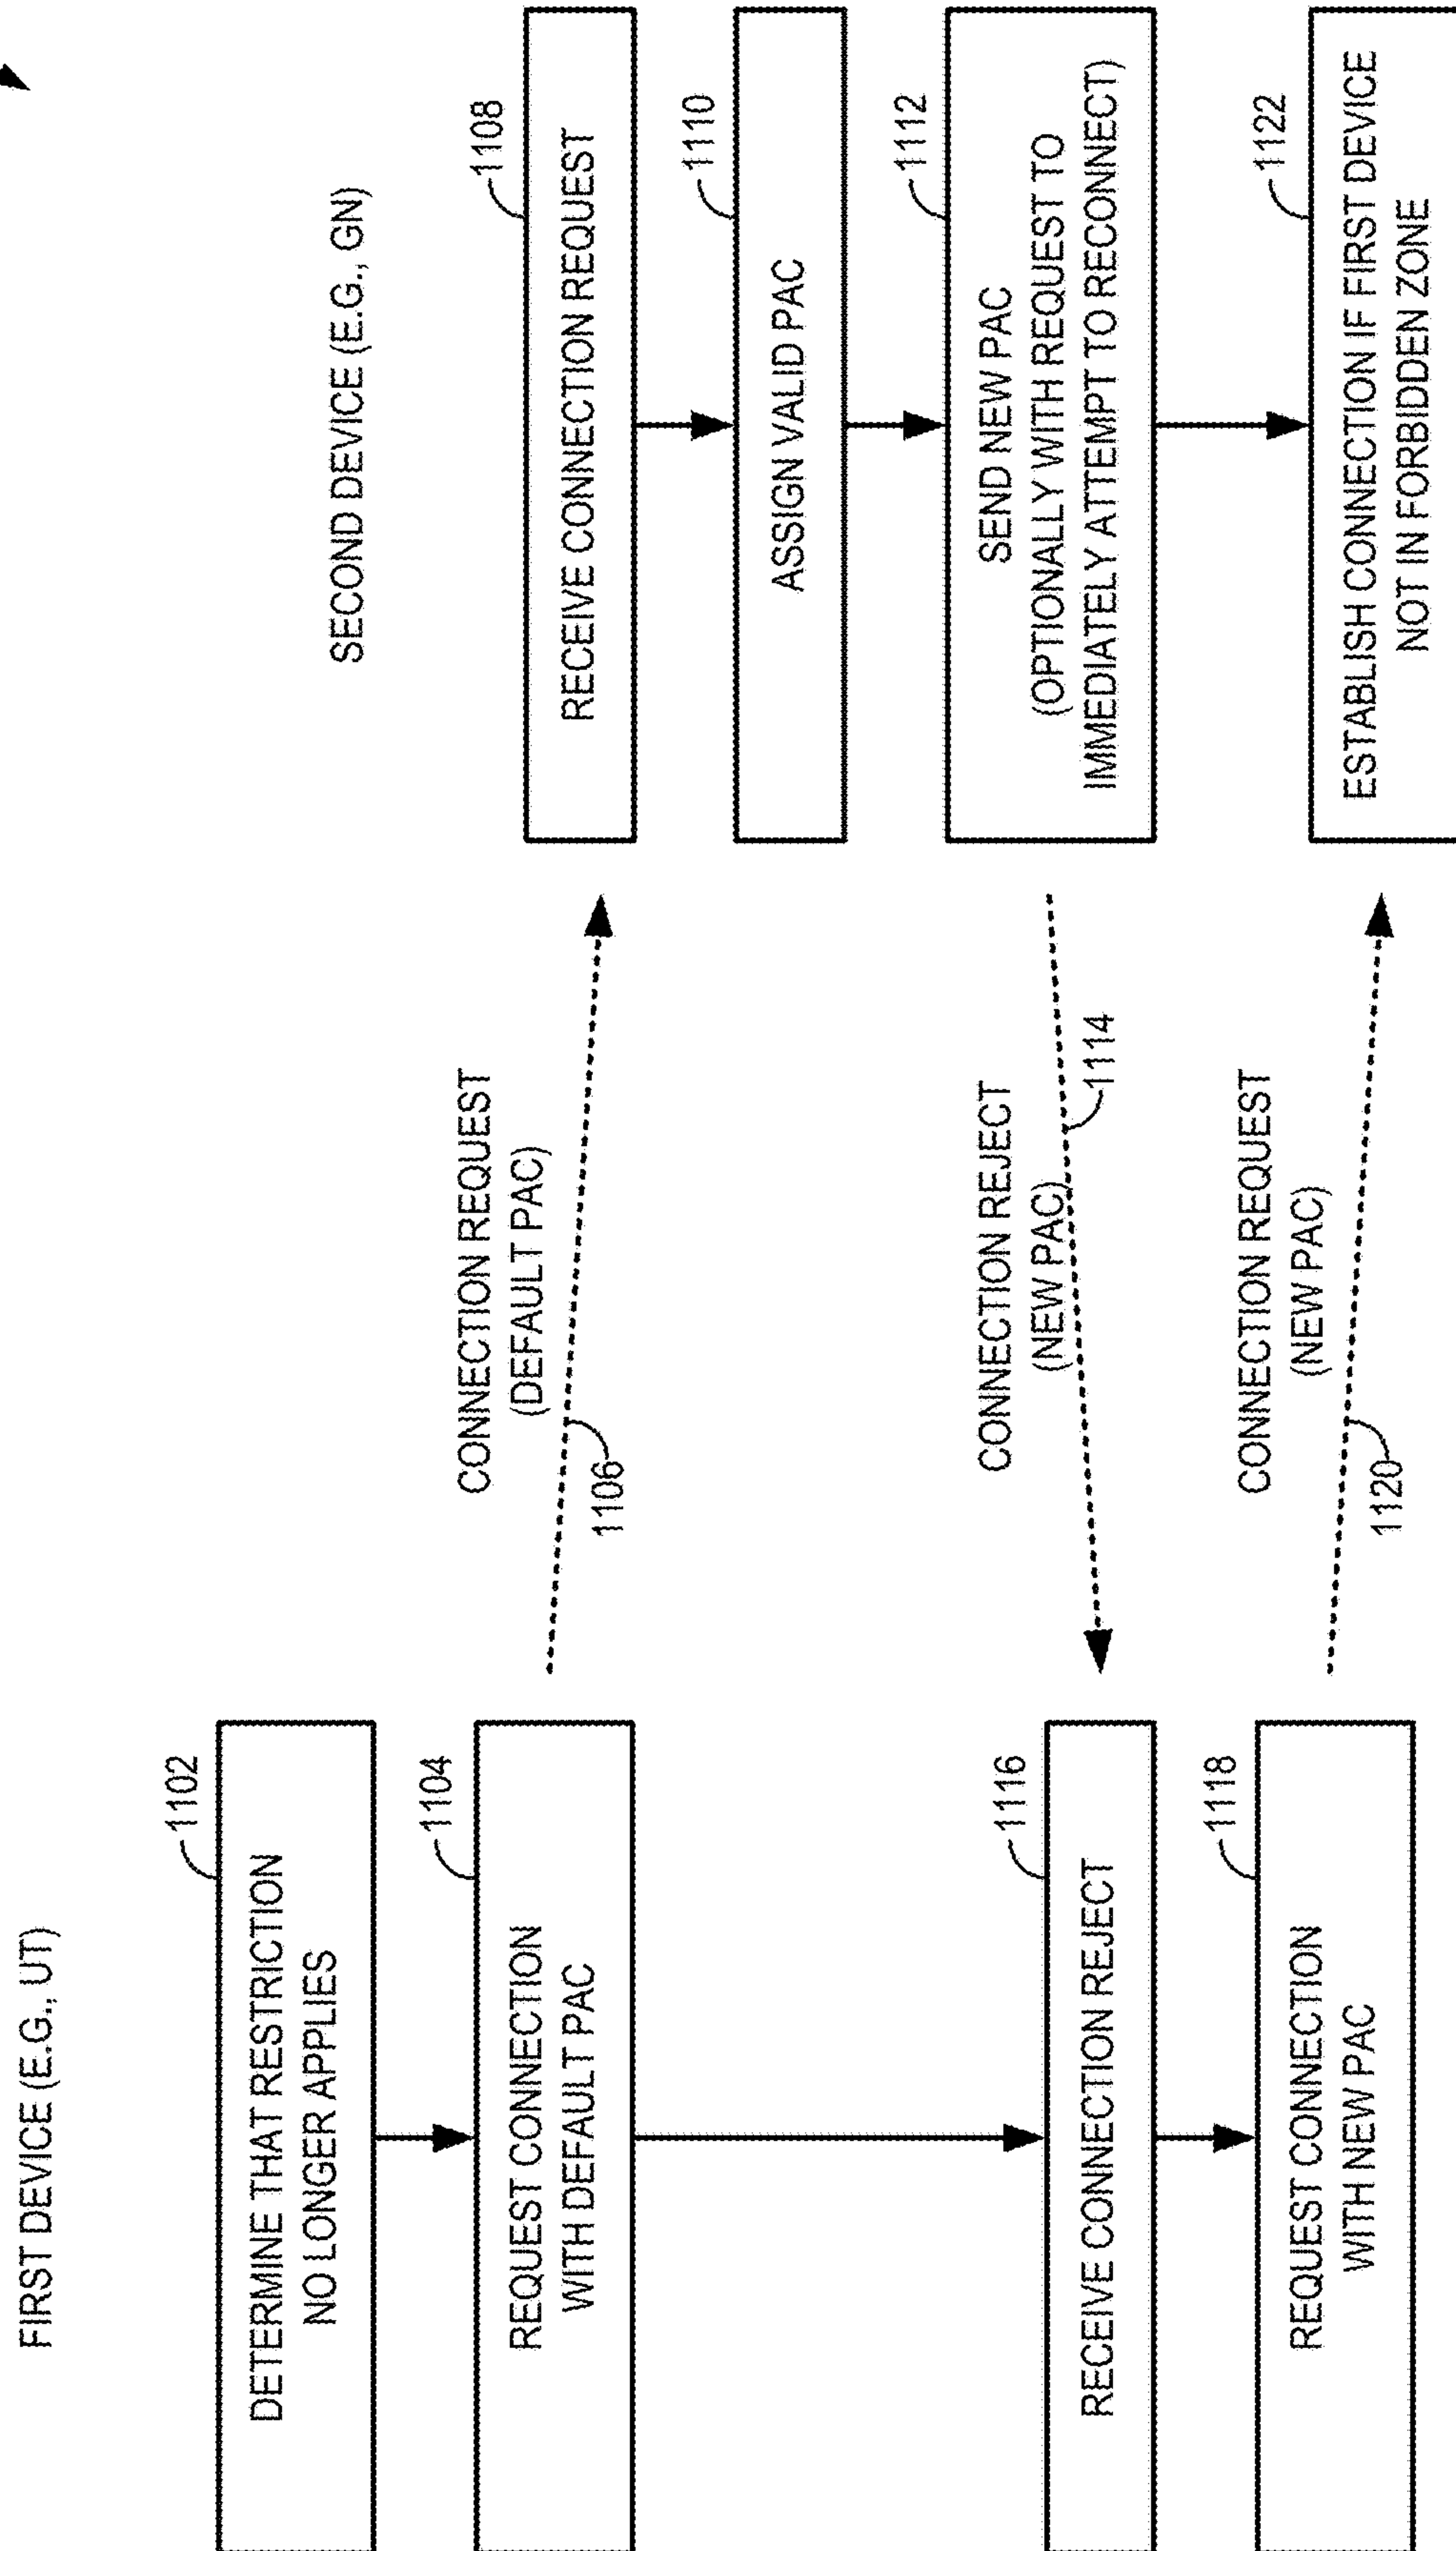 FIRST DEVICE (E.G., UT)
SECOND DEVICE (E.G., GN)
1102
DETERMINE THAT RESTRICTION
NO LONGER APPLIES
1104
REQUEST CONNECTION
WITH DEFAULT PAC
CONNECTION REQUEST
(DEFAULT PAC)
1106
1108
RECEIVE CONNECTION REQUEST
1110
ASSIGN VALID PAC
1112
SEND NEW PAC
(OPTIONALLY WITH REQUEST TO
IMMEDIATELY ATTEMPT TO RECONNECT)
CONNECTION REJECT
(NEW PAC)
1114
1116
RECEIVE CONNECTION REJECT
1118
REQUEST CONNECTION
WITH NEW PAC
CONNECTION REQUEST
(NEW PAC)
1120
1122
ESTABLISH CONNECTION IF FIRST DEVICE
NOT IN FORBIDDEN ZONE